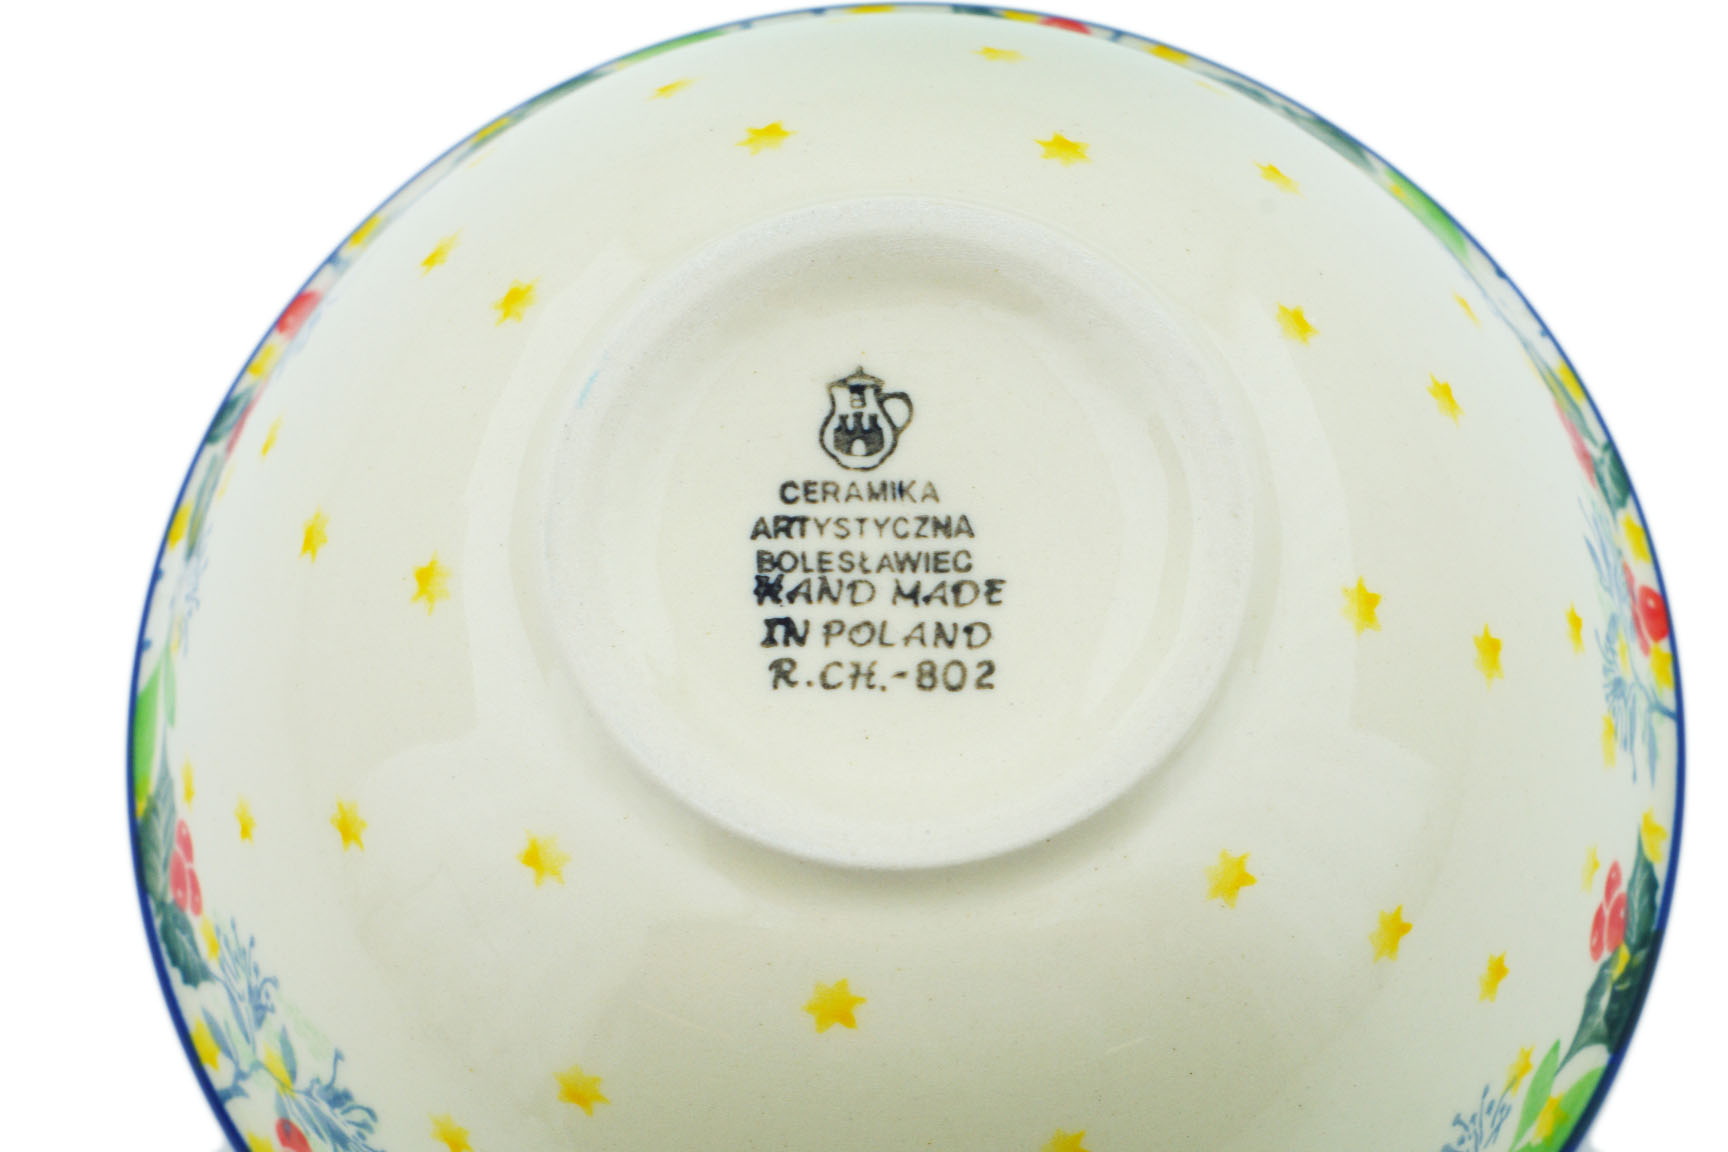 CERAMIKA
ARTYSTYCZNA
BOLESŁAWIEC
HAND MADE
IN POLAND
R.CH.-802